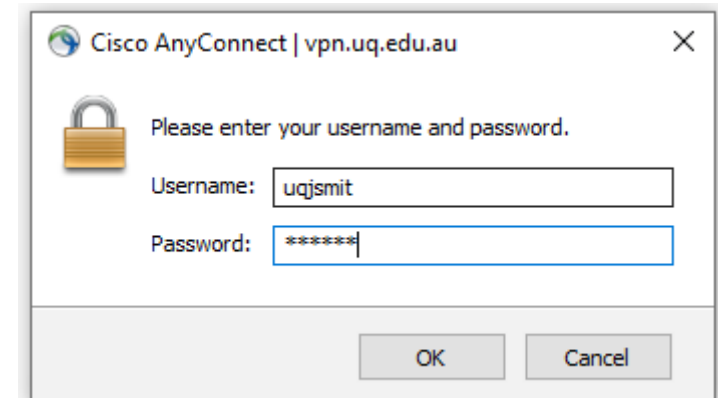 Cisco AnyConnect | vpn.uq.edu.au
Please enter your username and password.
Username: uqjsmit
Password: ******
OK Cancel